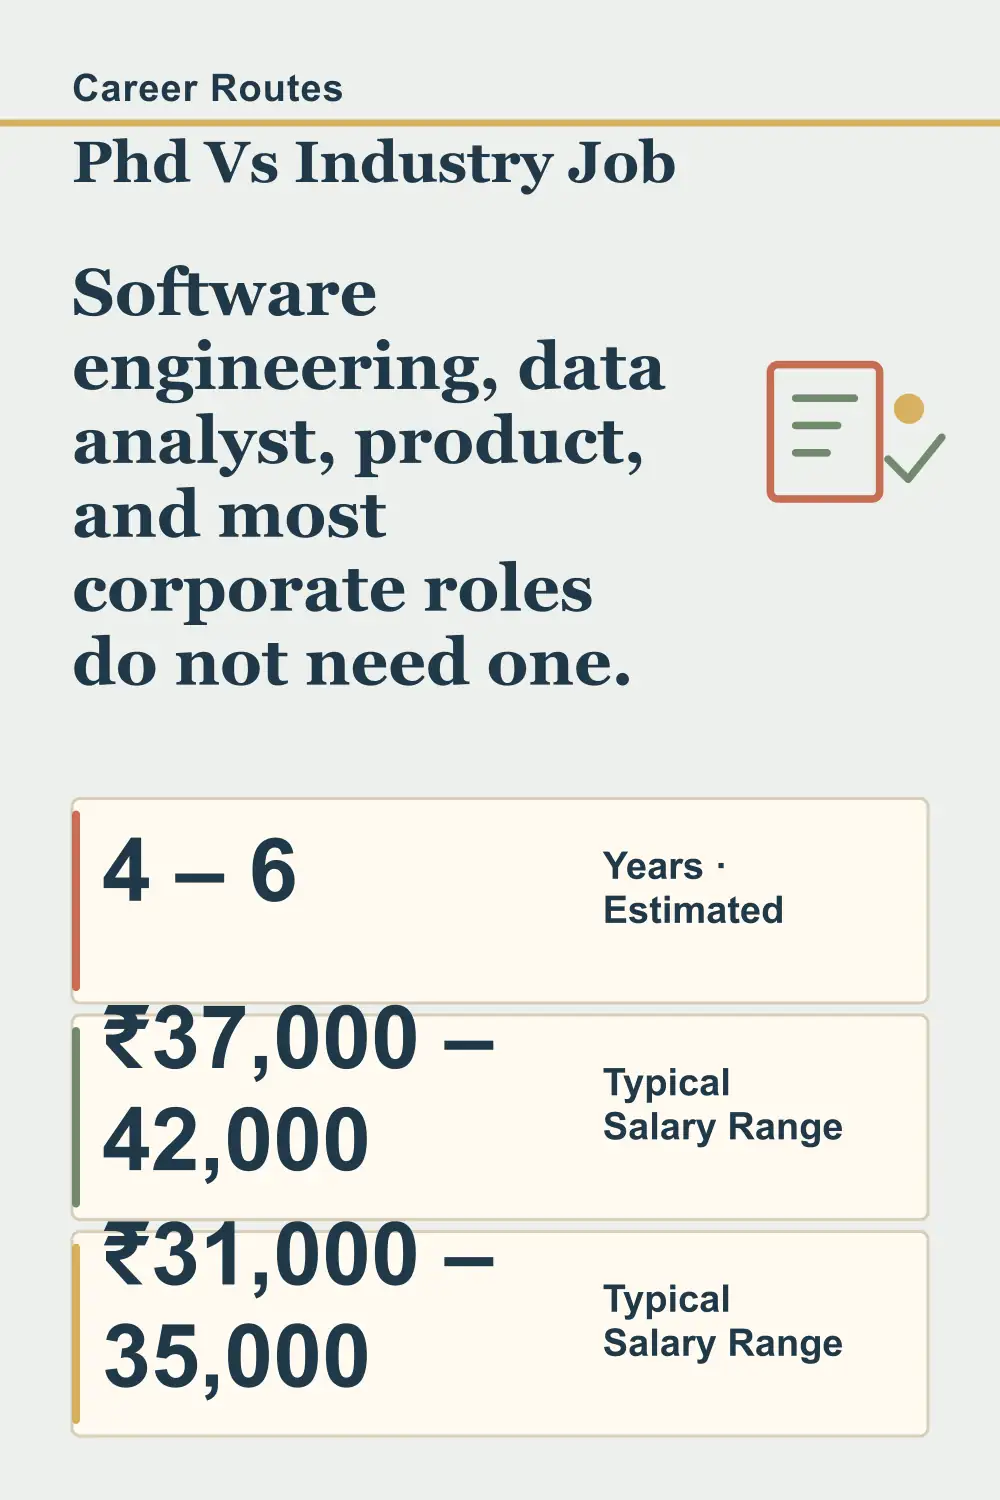 Career Routes
Phd Vs Industry Job
Software
engineering, data
analyst, product,
and most
corporate roles
do not need one.
4 – 6
Years ·
Estimated
₹37,000 –
42,000
Typical
Salary Range
₹31,000 –
35,000
Typical
Salary Range